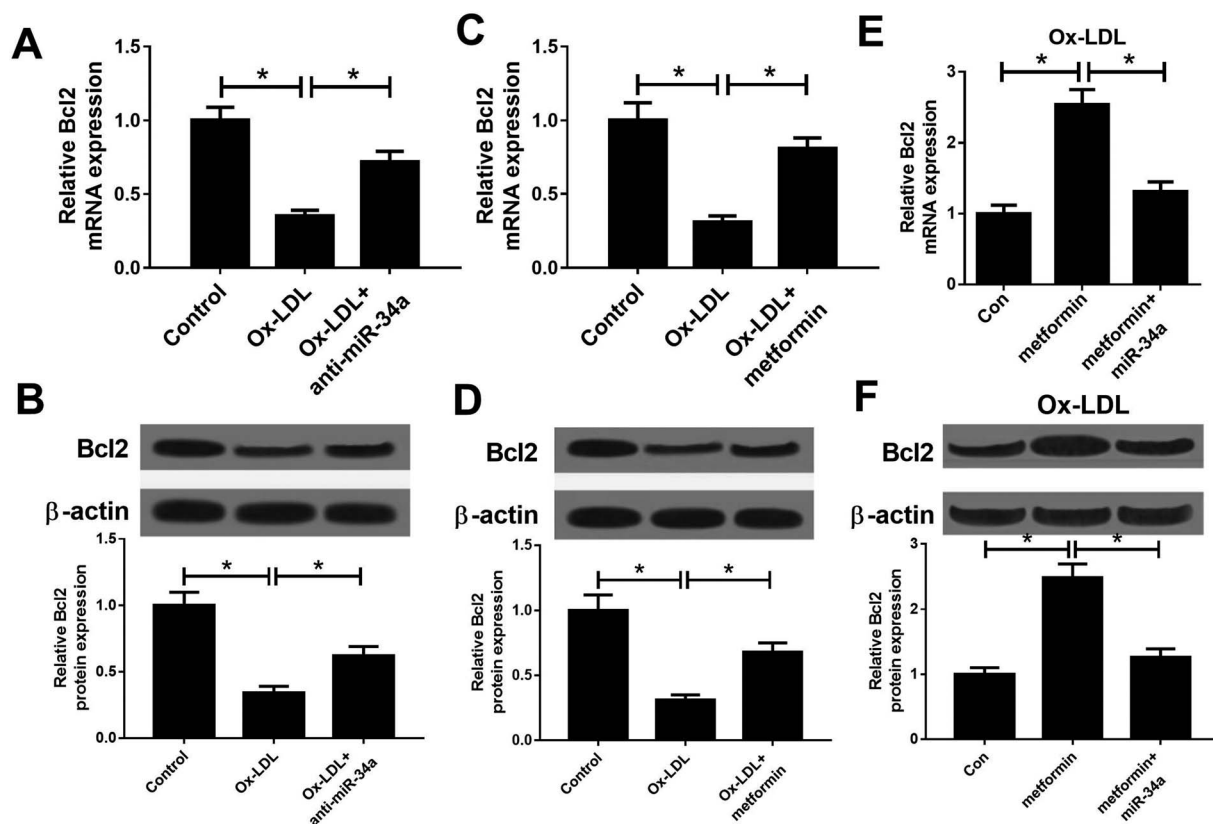 A
Relative Bcl2
mRNA expression
1.5
1.0
0.5
0.0
*
*
Control
Ox-LDL
Ox-LDL+
anti-miR-34a
C
Relative Bcl2
mRNA expression
1.5
1.0
0.5
0.0
*
*
Control
Ox-LDL
Ox-LDL+
metformin
E
Ox-LDL
Relative Bcl2
mRNA expression
3
2
1
0
*
*
Con
metformin
metformin+
miR-34a
B
Bcl2
β-actin
Relative Bcl2
protein expression
1.5
1.0
0.5
0.0
*
*
Control
Ox-LDL
Ox-LDL+
anti-miR-34a
D
Bcl2
β-actin
Relative Bcl2
protein expression
1.5
1.0
0.5
0.0
*
*
Control
Ox-LDL
Ox-LDL+
metformin
F
Ox-LDL
Bcl2
β-actin
Relative Bcl2
protein expression
3
2
1
0
*
*
Con
metformin
metformin+
miR-34a